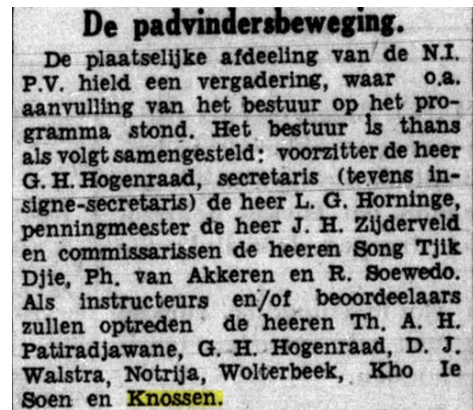 De padvindersbeweging.
De plaatselijke afdeeling van de N.I.
P.V. hield een vergadering, waar o.a.
aanvulling van het bestuur op het pro-
gramma stond. Het bestuur is thans
als volgt samengesteld: voorzitter de heer
G. H. Hogenraad, secretaris (tevens in-
signe-secretaris) de heer L. G. Horninge,
penningmeester de heer J. H. Zijderveld
en commissarissen de heeren Song Tjik
Djie, Ph. van Akkeren en R. Soewedo.
Als instructeurs en/of beoordeelaars
zullen optreden de heeren Th. A. H.
Patiradjawane, G. H. Hogenraad, D. J.
Walstra, Notrija, Wolterbeek, Kho Ie
Soen en Knossen.